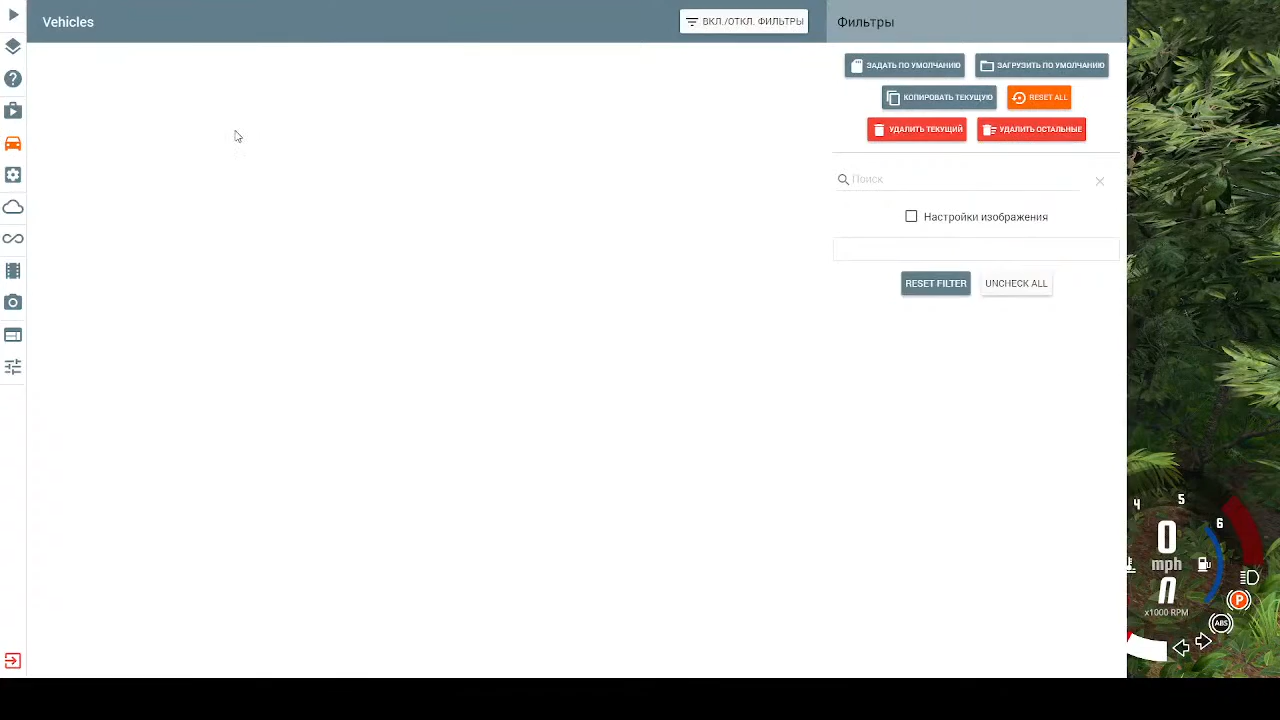 Vehicles
ВКЛ./ОТКЛ. ФИЛЬТРЫ
Фильтры
ЗАДАТЬ ПО УМОЛЧАНИЮ
ЗАГРУЗИТЬ ПО УМОЛЧАНИЮ
КОПИРОВАТЬ ТЕКУЩУЮ
RESET ALL
УДАЛИТЬ ТЕКУЩИЙ
УДАЛИТЬ ОСТАЛЬНЫЕ
Поиск
Настройки изображения
RESET FILTER
UNCHECK ALL
4 5 6
0
mph
n
x1000 RPM
P
ABS